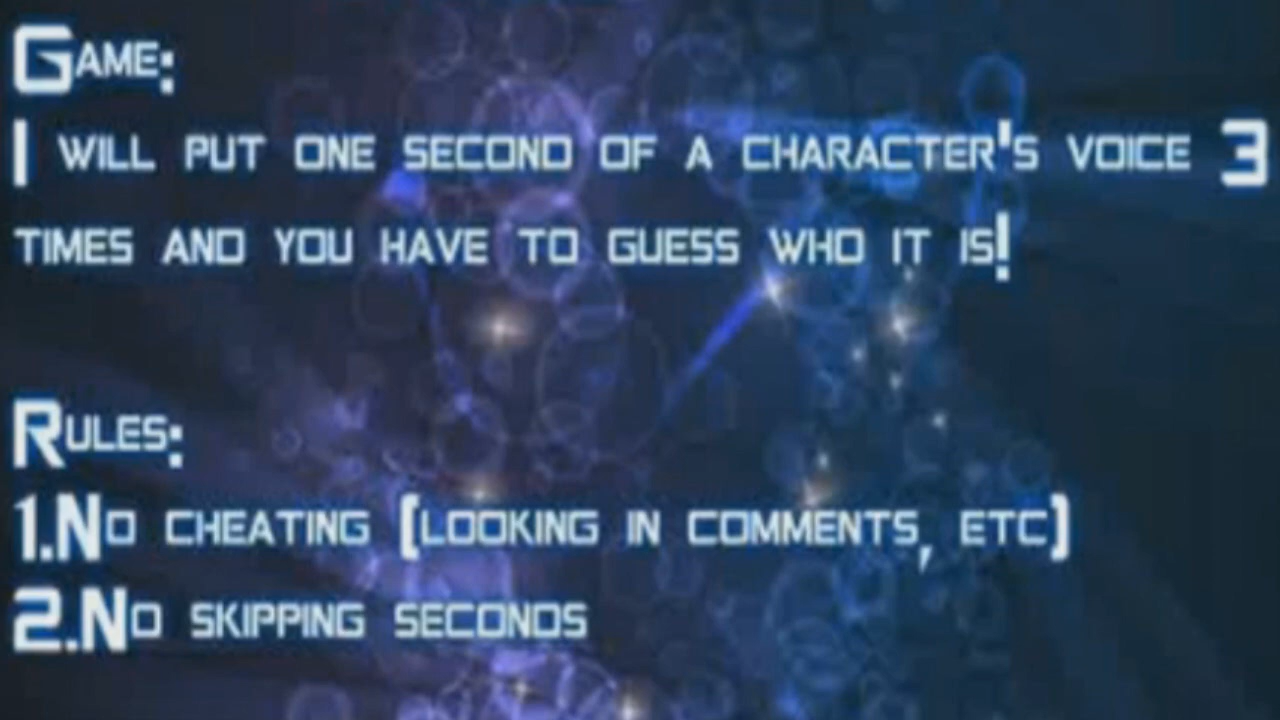 Game:
I will put one second of a character's voice 3
times and you have to guess who it is!
Rules:
1.No cheating (looking in comments, etc)
2.No skipping seconds